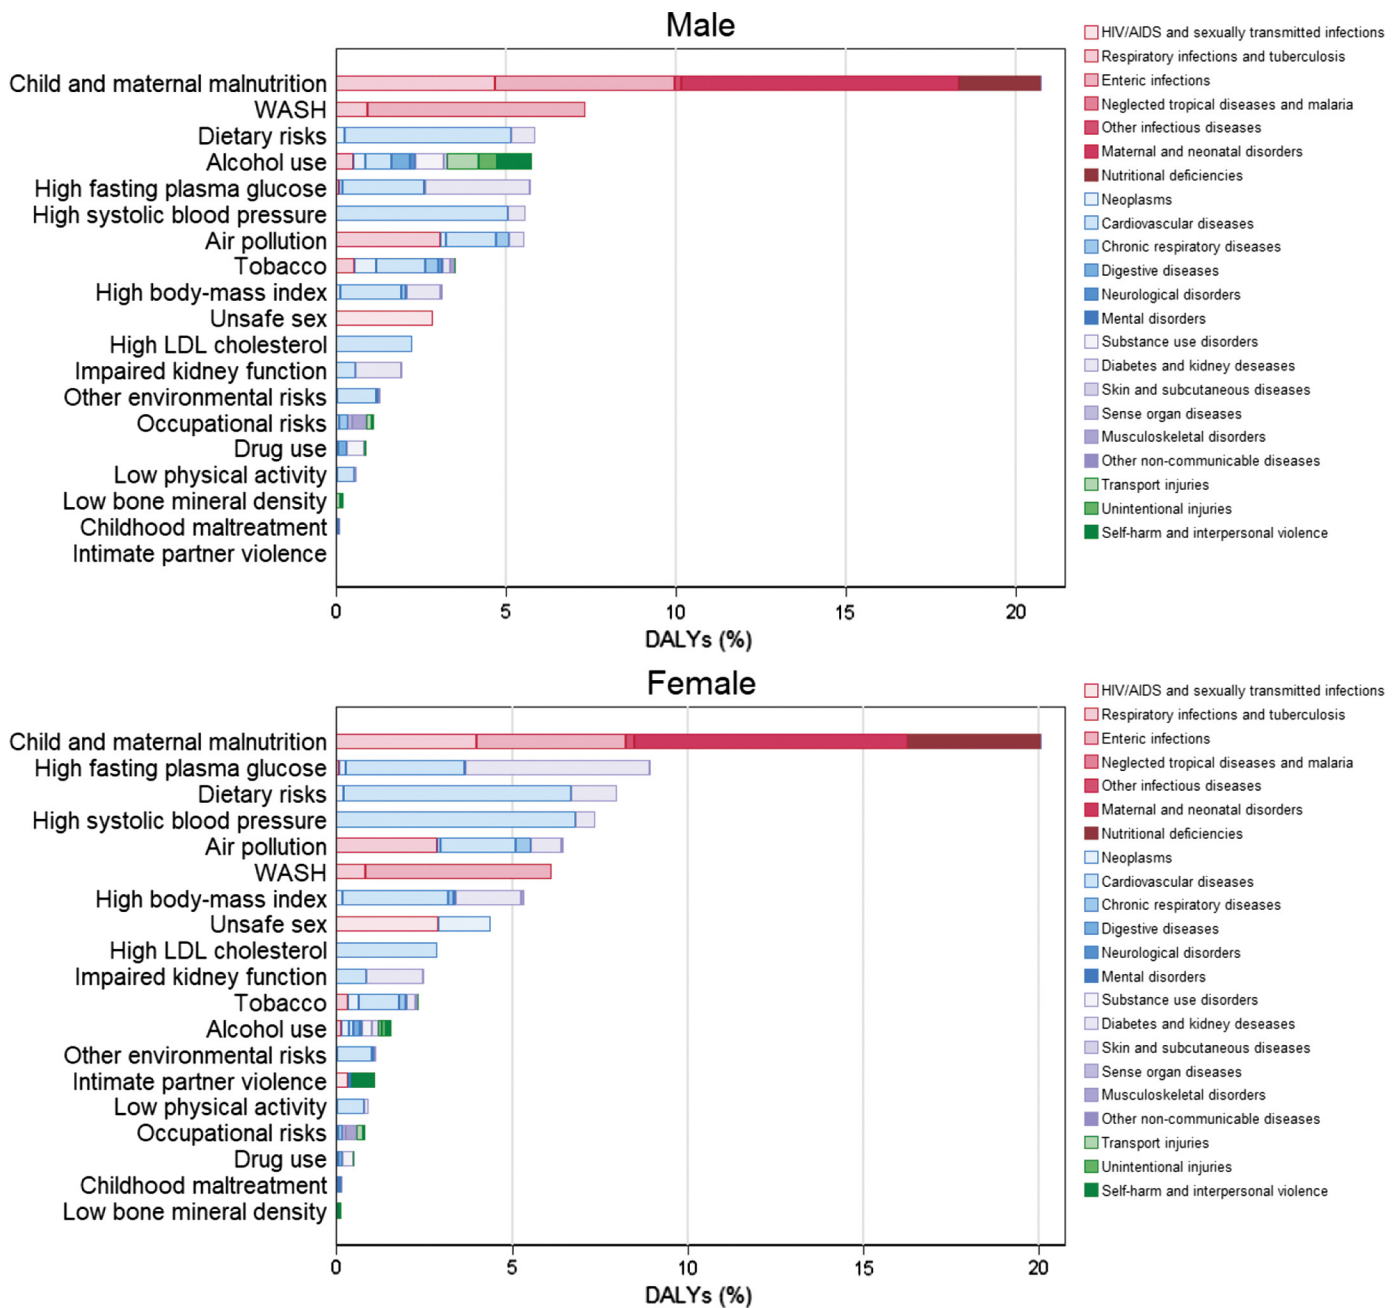 Male
Child and maternal malnutrition
WASH
Dietary risks
Alcohol use
High fasting plasma glucose
High systolic blood pressure
Air pollution
Tobacco
High body-mass index
Unsafe sex
High LDL cholesterol
Impaired kidney function
Other environmental risks
Occupational risks
Drug use
Low physical activity
Low bone mineral density
Childhood maltreatment
Intimate partner violence
0 5 10 15 20
DALYs (%)
HIV/AIDS and sexually transmitted infections
Respiratory infections and tuberculosis
Enteric infections
Neglected tropical diseases and malaria
Other infectious diseases
Maternal and neonatal disorders
Nutritional deficiencies
Neoplasms
Cardiovascular diseases
Chronic respiratory diseases
Digestive diseases
Neurological disorders
Mental disorders
Substance use disorders
Diabetes and kidney deseases
Skin and subcutaneous diseases
Sense organ diseases
Musculoskeletal disorders
Other non-communicable diseases
Transport injuries
Unintentional injuries
Self-harm and interpersonal violence
Female
Child and maternal malnutrition
High fasting plasma glucose
Dietary risks
High systolic blood pressure
Air pollution
WASH
High body-mass index
Unsafe sex
High LDL cholesterol
Impaired kidney function
Tobacco
Alcohol use
Other environmental risks
Intimate partner violence
Low physical activity
Occupational risks
Drug use
Childhood maltreatment
Low bone mineral density
0 5 10 15 20
DALYs (%)
HIV/AIDS and sexually transmitted infections
Respiratory infections and tuberculosis
Enteric infections
Neglected tropical diseases and malaria
Other infectious diseases
Maternal and neonatal disorders
Nutritional deficiencies
Neoplasms
Cardiovascular diseases
Chronic respiratory diseases
Digestive diseases
Neurological disorders
Mental disorders
Substance use disorders
Diabetes and kidney deseases
Skin and subcutaneous diseases
Sense organ diseases
Musculoskeletal disorders
Other non-communicable diseases
Transport injuries
Unintentional injuries
Self-harm and interpersonal violence